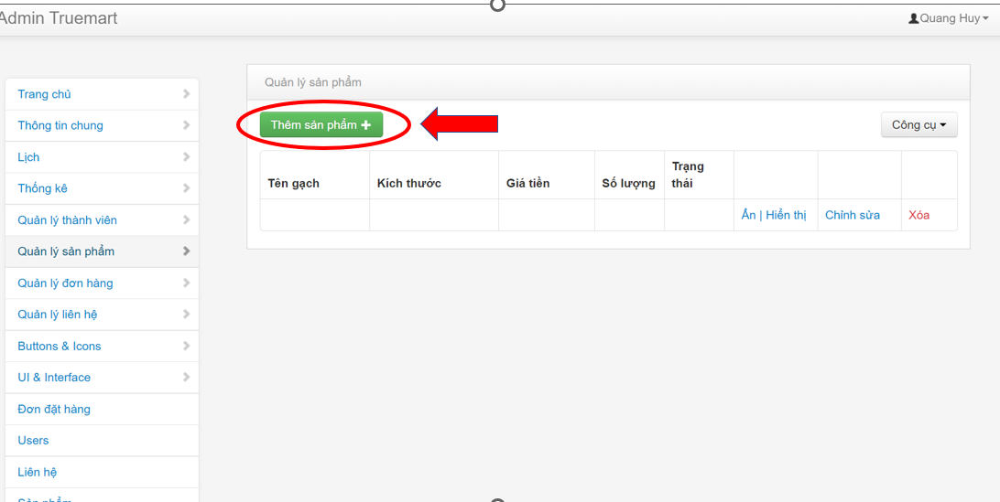 Admin Truemart
Quang Huy
Trang chủ
Thông tin chung
Lịch
Thống kê
Quản lý thành viên
Quản lý sản phẩm
Quản lý đơn hàng
Quản lý liên hệ
Buttons & Icons
UI & Interface
Đơn đặt hàng
Users
Liên hệ
Sản phẩm
Quản lý sản phẩm
Thêm sản phẩm
Công cụ
Tên gạch
Kích thước
Giá tiền
Số lượng
Trạng
thái
Ẩn | Hiển thị
Chỉnh sửa
Xóa